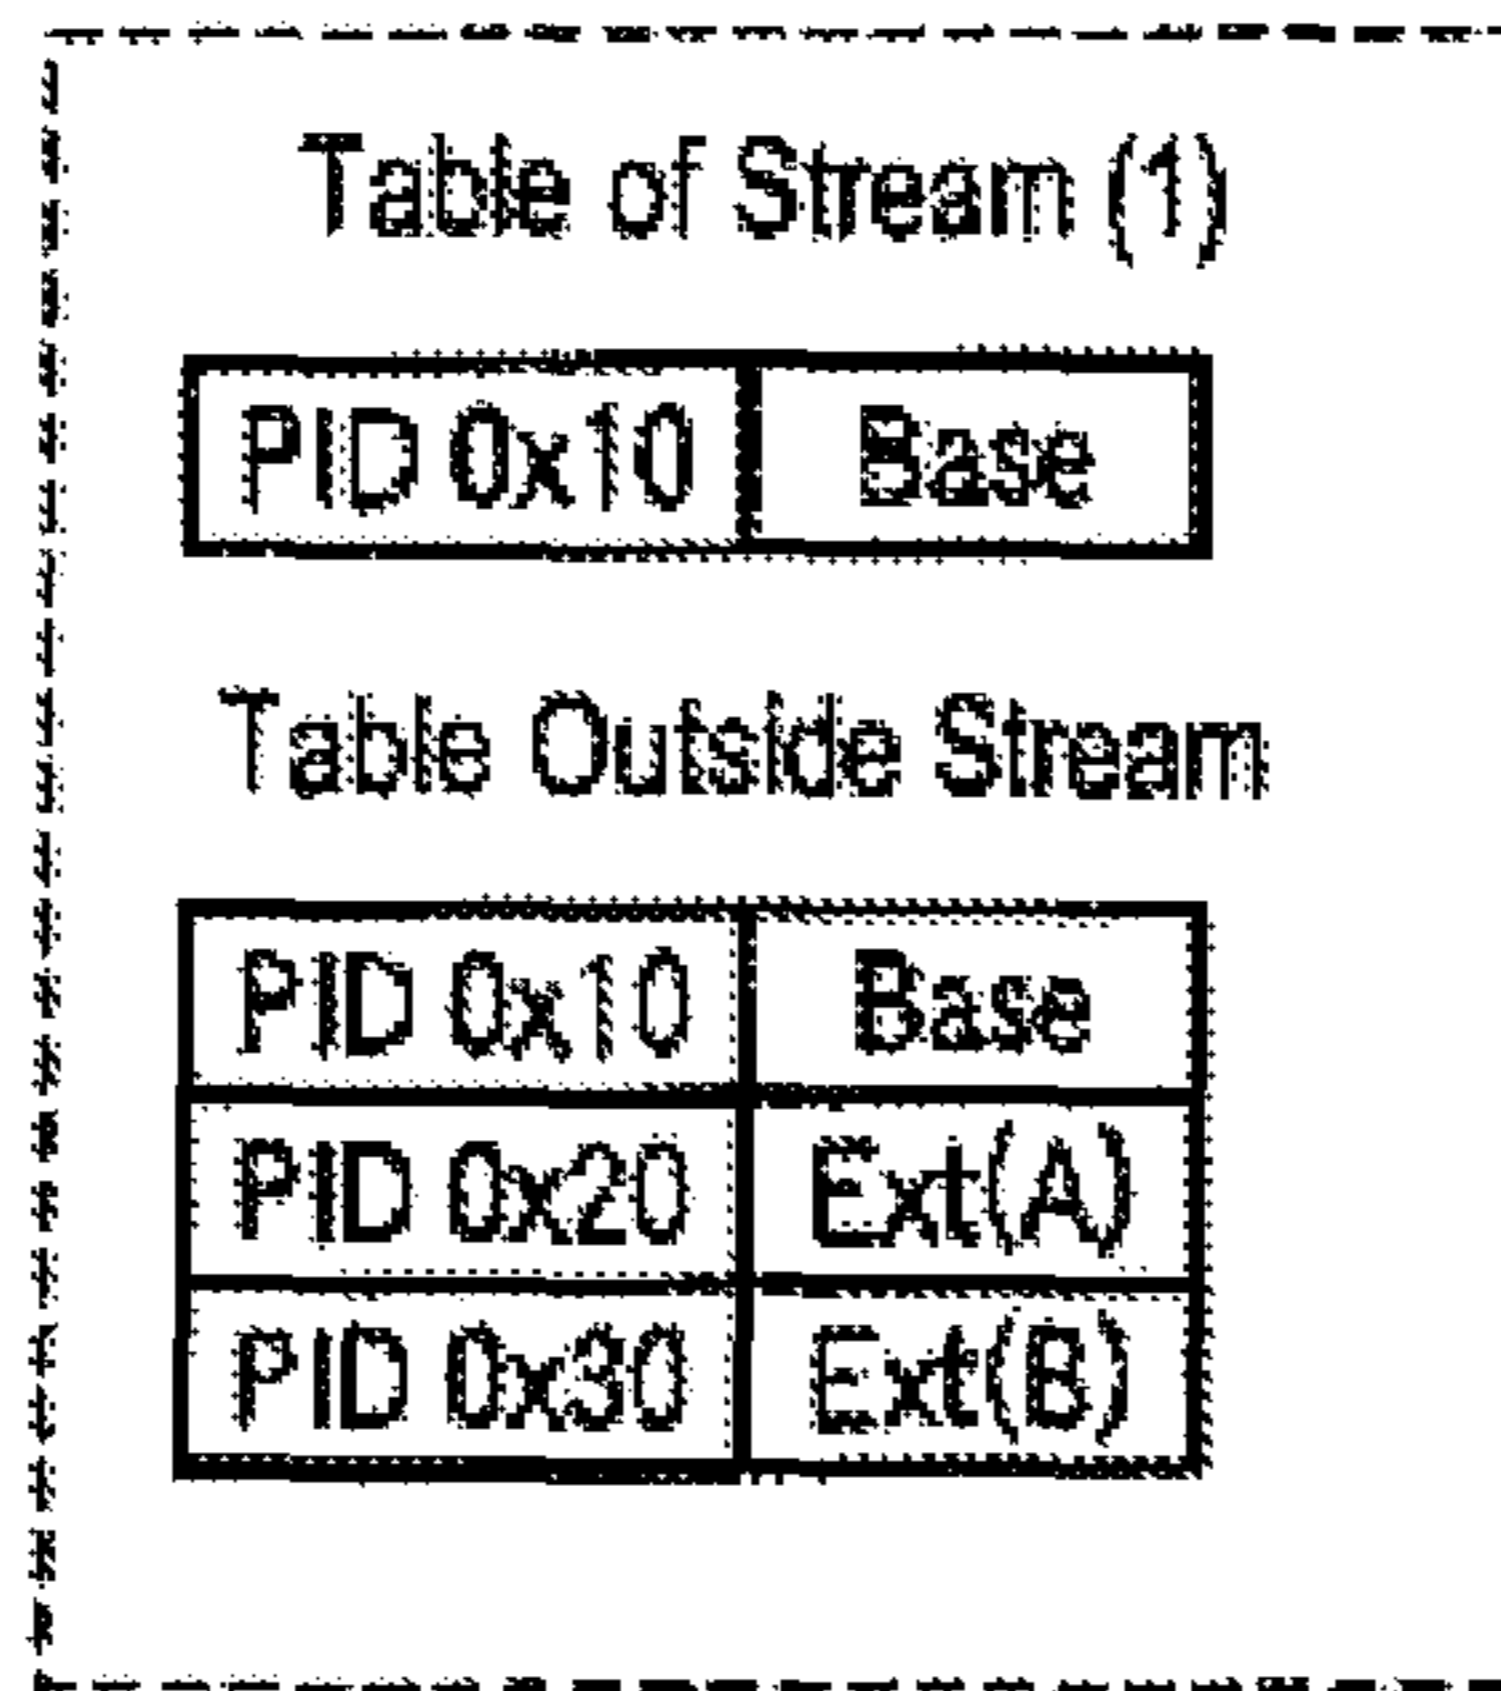 Table of Stream (1)
PID 0x10 Base
Table Outside Stream
PID 0x10 Base
PID 0x20 Ext(A)
PID 0x30 Ext(B)